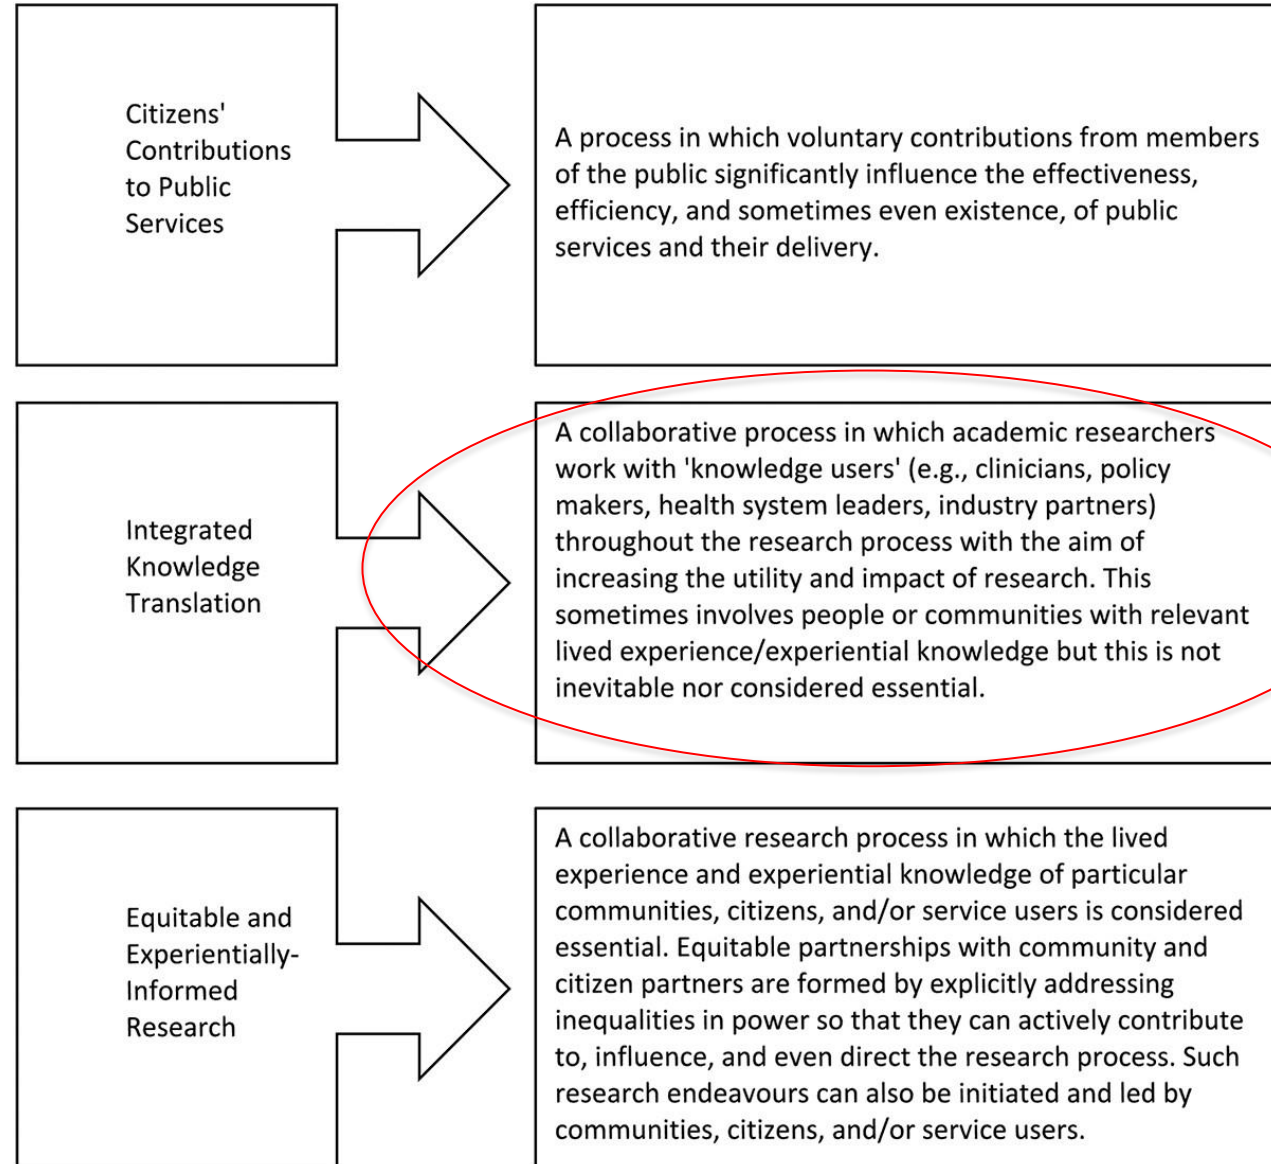 Citizens'
Contributions
to Public
Services
A process in which voluntary contributions from members
of the public significantly influence the effectiveness,
efficiency, and sometimes even existence, of public
services and their delivery.
Integrated
Knowledge
Translation
A collaborative process in which academic researchers
work with 'knowledge users' (e.g., clinicians, policy
makers, health system leaders, industry partners)
throughout the research process with the aim of
increasing the utility and impact of research. This
sometimes involves people or communities with relevant
lived experience/experiential knowledge but this is not
inevitable nor considered essential.
Equitable and
Experientially-
Informed
Research
A collaborative research process in which the lived
experience and experiential knowledge of particular
communities, citizens, and/or service users is considered
essential. Equitable partnerships with community and
citizen partners are formed by explicitly addressing
inequalities in power so that they can actively contribute
to, influence, and even direct the research process. Such
research endeavours can also be initiated and led by
communities, citizens, and/or service users.